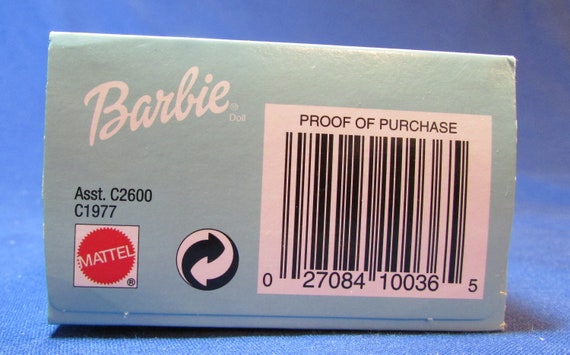 Barbie®
Doll
PROOF OF PURCHASE
Asst. C2600
C1977
MATTEL
®
0 27084 10036 5